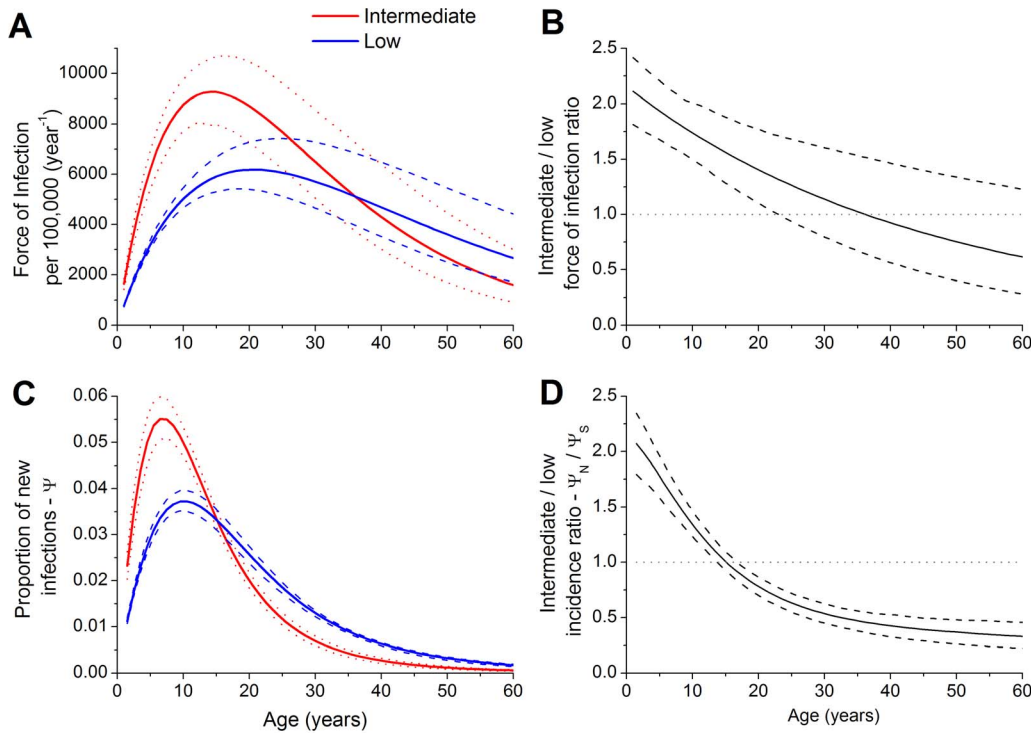 A
Intermediate
Low
Force of Infection
per 100,000 (year⁻¹)
10000
8000
6000
4000
2000
0
0 10 20 30 40 50 60
B
Intermediate / low
force of infection ratio
2.5
2.0
1.5
1.0
0.5
0.0
0 10 20 30 40 50 60
C
Proportion of new
infections - Ψ
0.06
0.05
0.04
0.03
0.02
0.01
0.00
0 10 20 30 40 50 60
Age (years)
D
Intermediate / low
incidence ratio - Ψ_N / Ψ_S
2.5
2.0
1.5
1.0
0.5
0.0
0 10 20 30 40 50 60
Age (years)